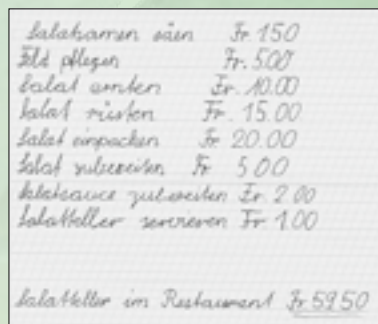 Salatsamen säen Fr 1.50
Feld pflegen Fr. 5.00
Salat ernten Fr. 10.00
Salat rüsten Fr. 15.00
Salat einpacken Fr 20.00
Salat zubereiten Fr 5.00
Salatsauce zubereiten Fr. 2.00
Salatteller servieren Fr 1.00
Salatteller im Restaurant Fr 59.50